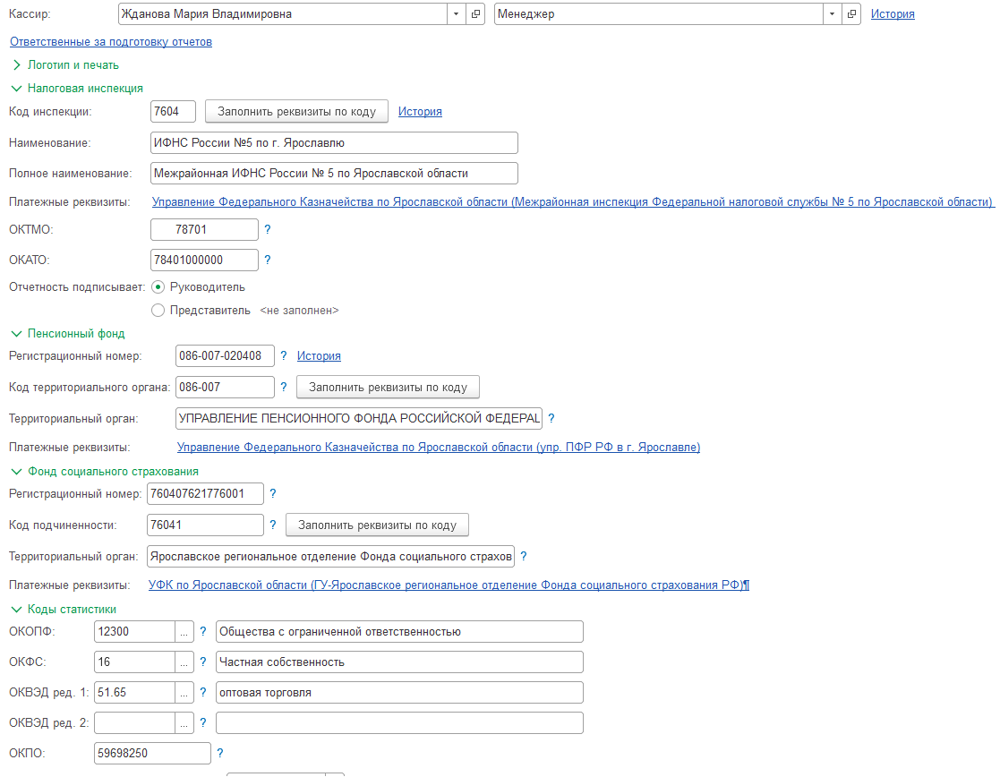 Кассир: Жданова Мария Владимировна Менеджер История
Ответственные за подготовку отчетов
Логотип и печать
Налоговая инспекция
Код инспекции: 7604 Заполнить реквизиты по коду История
Наименование: ИФНС России №5 по г. Ярославлю
Полное наименование: Межрайонная ИФНС России № 5 по Ярославской области
Платежные реквизиты: Управление Федерального Казначейства по Ярославской области (Межрайонная инспекция Федеральной налоговой службы № 5 по Ярославской области)
ОКТМО: 78701 ?
ОКАТО: 78401000000 ?
Отчетность подписывает: Руководитель
Представитель <не заполнен>
Пенсионный фонд
Регистрационный номер: 086-007-020408 ? История
Код территориального органа: 086-007 ? Заполнить реквизиты по коду
Территориальный орган: УПРАВЛЕНИЕ ПЕНСИОННОГО ФОНДА РОССИЙСКОЙ ФЕДЕРАЦ ?
Платежные реквизиты: Управление Федерального Казначейства по Ярославской области (упр. ПФР РФ в г. Ярославле)
Фонд социального страхования
Регистрационный номер: 760407621776001 ?
Код подчиненности: 76041 ? Заполнить реквизиты по коду
Территориальный орган: Ярославское региональное отделение Фонда социального страхов ?
Платежные реквизиты: УФК по Ярославской области (ГУ-Ярославское региональное отделение Фонда социального страхования РФ)¶
Коды статистики
ОКОПФ: 12300 ... ? Общества с ограниченной ответственностью
ОКФС: 16 ... ? Частная собственность
ОКВЭД ред. 1: 51.65 ... ? оптовая торговля
ОКВЭД ред. 2: ... ?
ОКПО: 59698250 ?